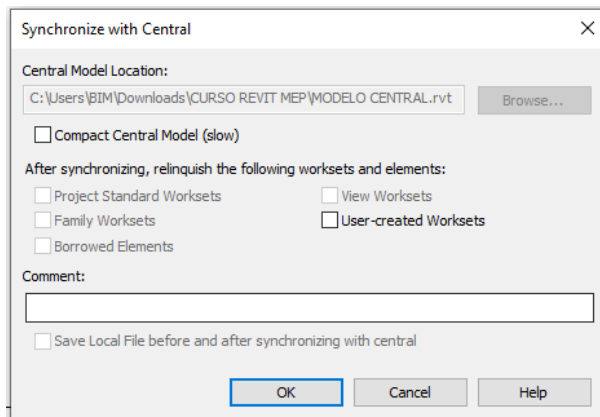 Synchronize with Central
Central Model Location:
C:\Users\BIM\Downloads\CURSO REVIT MEP\MODELO CENTRAL.rvt Browse...
Compact Central Model (slow)
After synchronizing, relinquish the following worksets and elements:
Project Standard Worksets View Worksets
Family Worksets User-created Worksets
Borrowed Elements
Comment:
Save Local File before and after synchronizing with central
OK Cancel Help